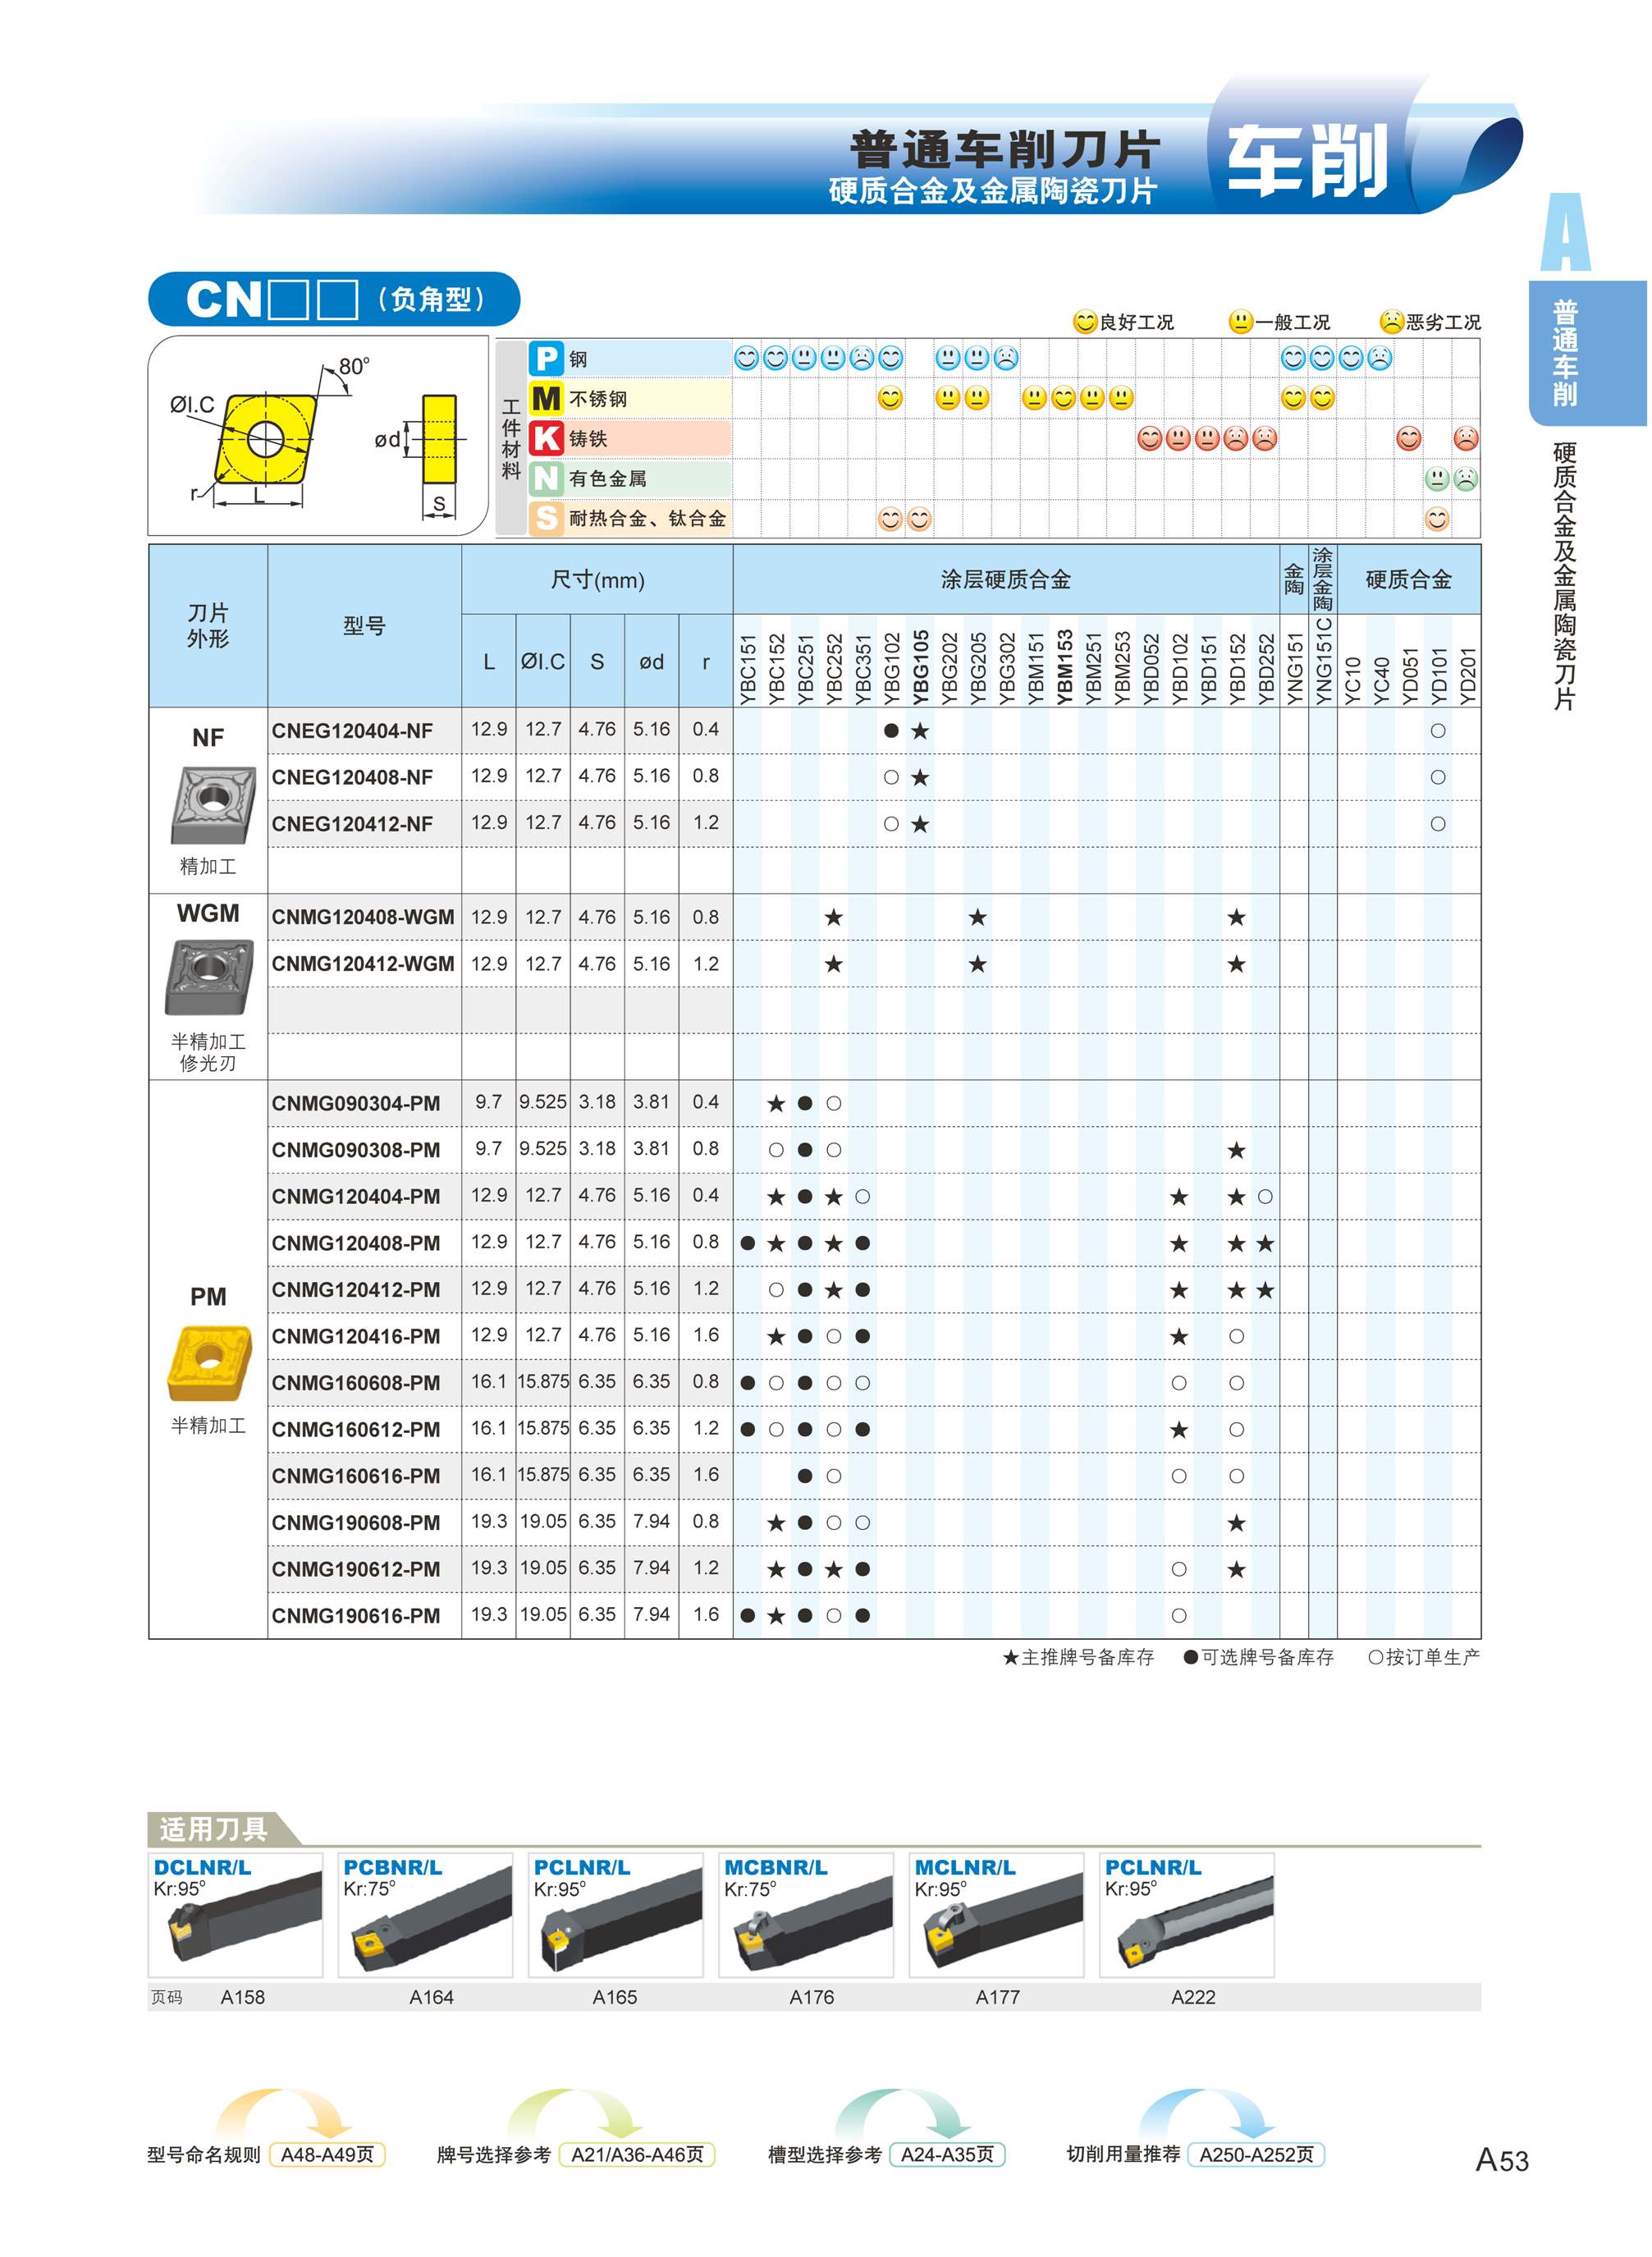 普通车削刀片
硬质合金及金属陶瓷刀片
车削
A
普通车削
硬质合金及金属陶瓷刀片
CN□□（负角型）
良好工况 一般工况 恶劣工况
80°
ØI.C
r
L
ød
S
工件材料
P 钢
M 不锈钢
K 铸铁
N 有色金属
S 耐热合金、钛合金
刀片外形 型号 尺寸(mm) 涂层硬质合金 金陶 涂层金陶 硬质合金
L ØI.C S ød r YBC151 YBC152 YBC251 YBC252 YBC351 YBG102 YBG105 YBG202 YBG205 YBG302 YBM151 YBM153 YBM251 YBM253 YBD052 YBD102 YBD151 YBD152 YBD252 YNG151 YNG151C YC10 YC40 YD051 YD101 YD201
NF
精加工
CNEG120404-NF 12.9 12.7 4.76 5.16 0.4 ● ★ ○
CNEG120408-NF 12.9 12.7 4.76 5.16 0.8 ○ ★ ○
CNEG120412-NF 12.9 12.7 4.76 5.16 1.2 ○ ★ ○
WGM
半精加工
修光刃
CNMG120408-WGM 12.9 12.7 4.76 5.16 0.8 ★ ★ ★
CNMG120412-WGM 12.9 12.7 4.76 5.16 1.2 ★ ★ ★
PM
半精加工
CNMG090304-PM 9.7 9.525 3.18 3.81 0.4 ★ ● ○
CNMG090308-PM 9.7 9.525 3.18 3.81 0.8 ○ ● ○ ★
CNMG120404-PM 12.9 12.7 4.76 5.16 0.4 ★ ● ★ ○ ★ ★ ○
CNMG120408-PM 12.9 12.7 4.76 5.16 0.8 ● ★ ● ★ ● ★ ★ ★
CNMG120412-PM 12.9 12.7 4.76 5.16 1.2 ○ ● ★ ● ★ ★ ★
CNMG120416-PM 12.9 12.7 4.76 5.16 1.6 ★ ● ○ ● ★ ○
CNMG160608-PM 16.1 15.875 6.35 6.35 0.8 ● ○ ● ○ ○ ○ ○
CNMG160612-PM 16.1 15.875 6.35 6.35 1.2 ● ○ ● ○ ● ★ ○
CNMG160616-PM 16.1 15.875 6.35 6.35 1.6 ● ○ ○ ○
CNMG190608-PM 19.3 19.05 6.35 7.94 0.8 ★ ● ○ ○ ★
CNMG190612-PM 19.3 19.05 6.35 7.94 1.2 ★ ● ★ ● ○ ★
CNMG190616-PM 19.3 19.05 6.35 7.94 1.6 ● ★ ● ○ ● ○
★主推牌号备库存 ●可选牌号备库存 ○按订单生产
适用刀具
DCLNR/L PCBNR/L PCLNR/L MCBNR/L MCLNR/L PCLNR/L
Kr:95° Kr:75° Kr:95° Kr:75° Kr:95° Kr:95°
页码 A158 A164 A165 A176 A177 A222
型号命名规则 A48-A49页 牌号选择参考 A21/A36-A46页 槽型选择参考 A24-A35页 切削用量推荐 A250-A252页
A53